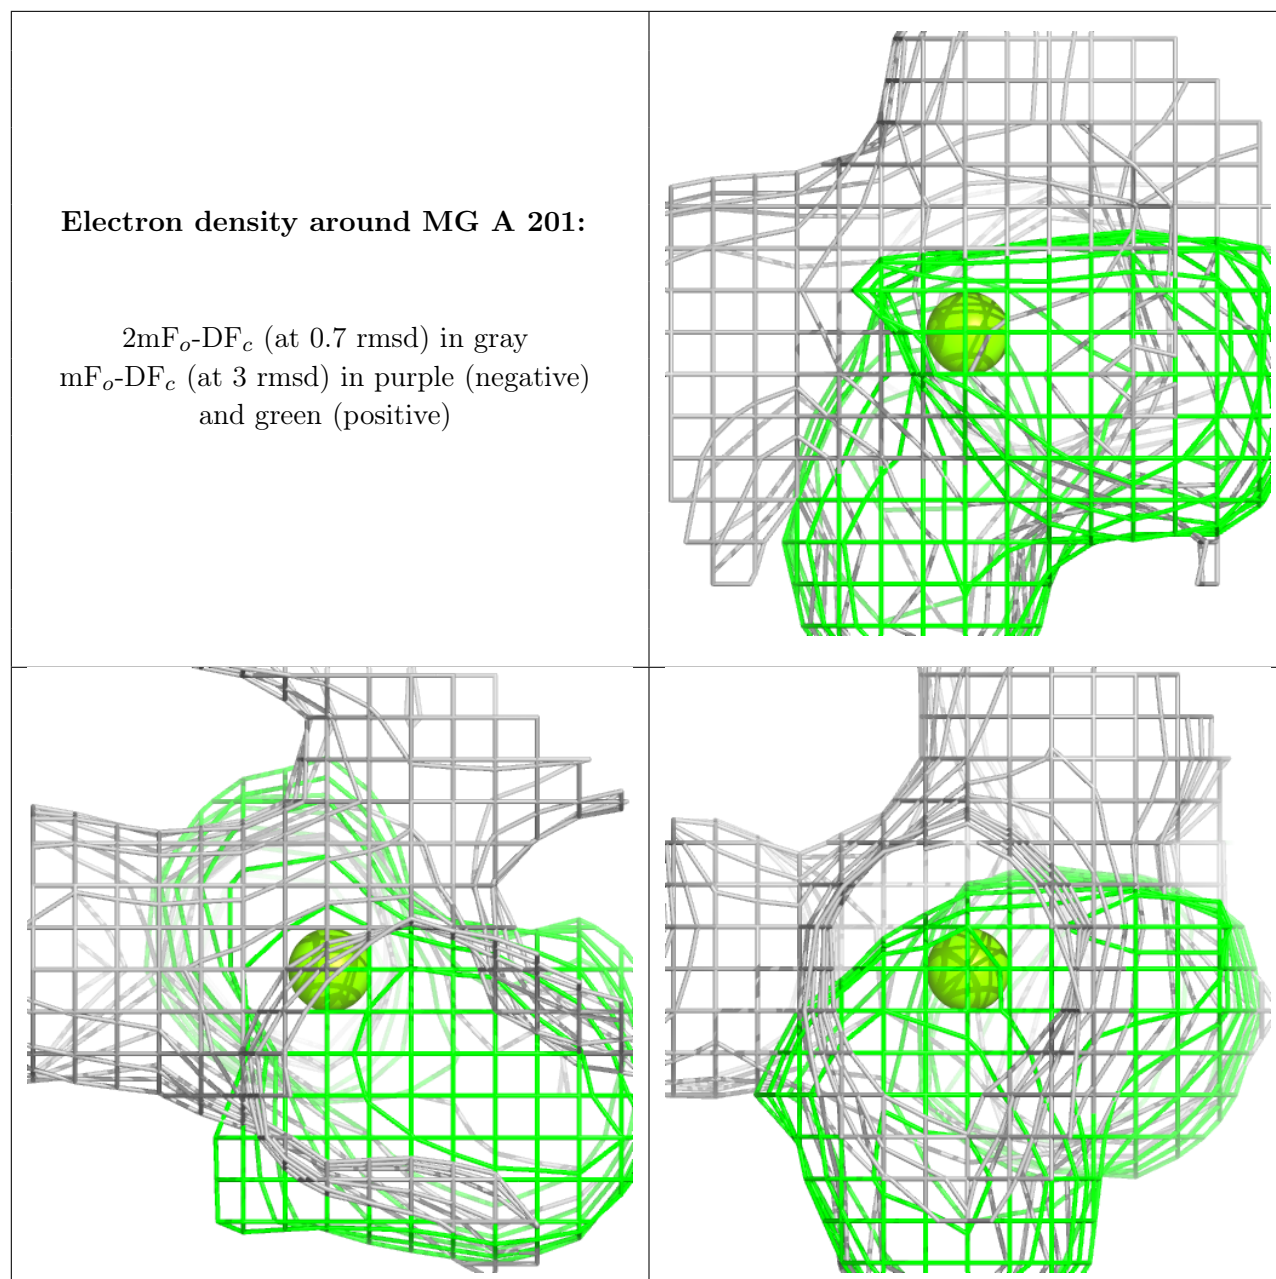 Electron density around MG A 201:
2mFo-DFc (at 0.7 rmsd) in gray
mFo-DFc (at 3 rmsd) in purple (negative)
and green (positive)